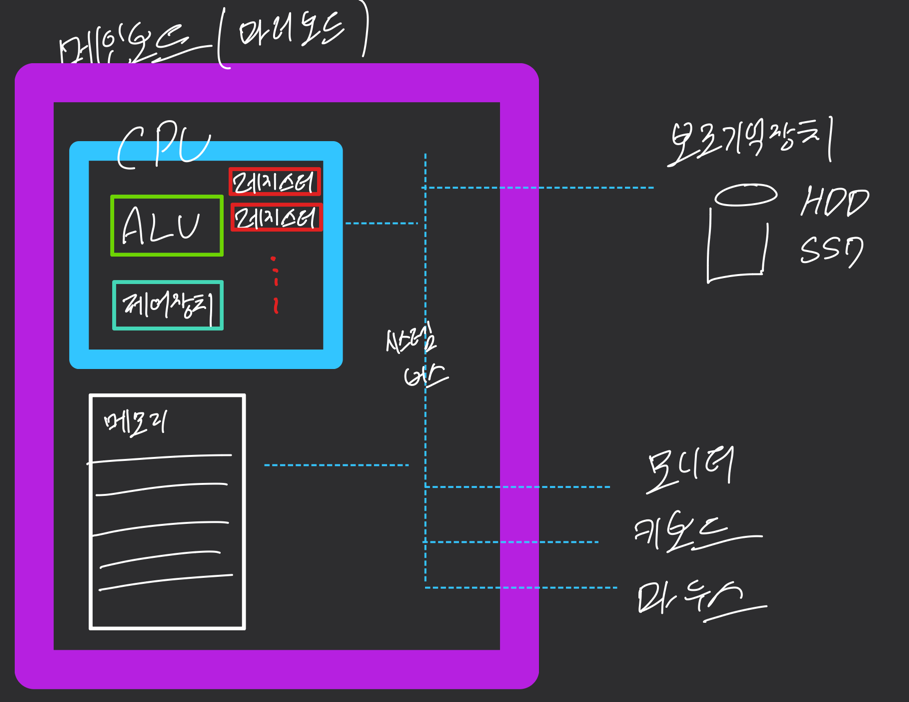 메인보드 (마더보드)
CPU
레지스터
레지스터
ALU
제어장치
메모리
시스템
버스
보조기억장치
HDD
SSD
모니터
키보드
마우스